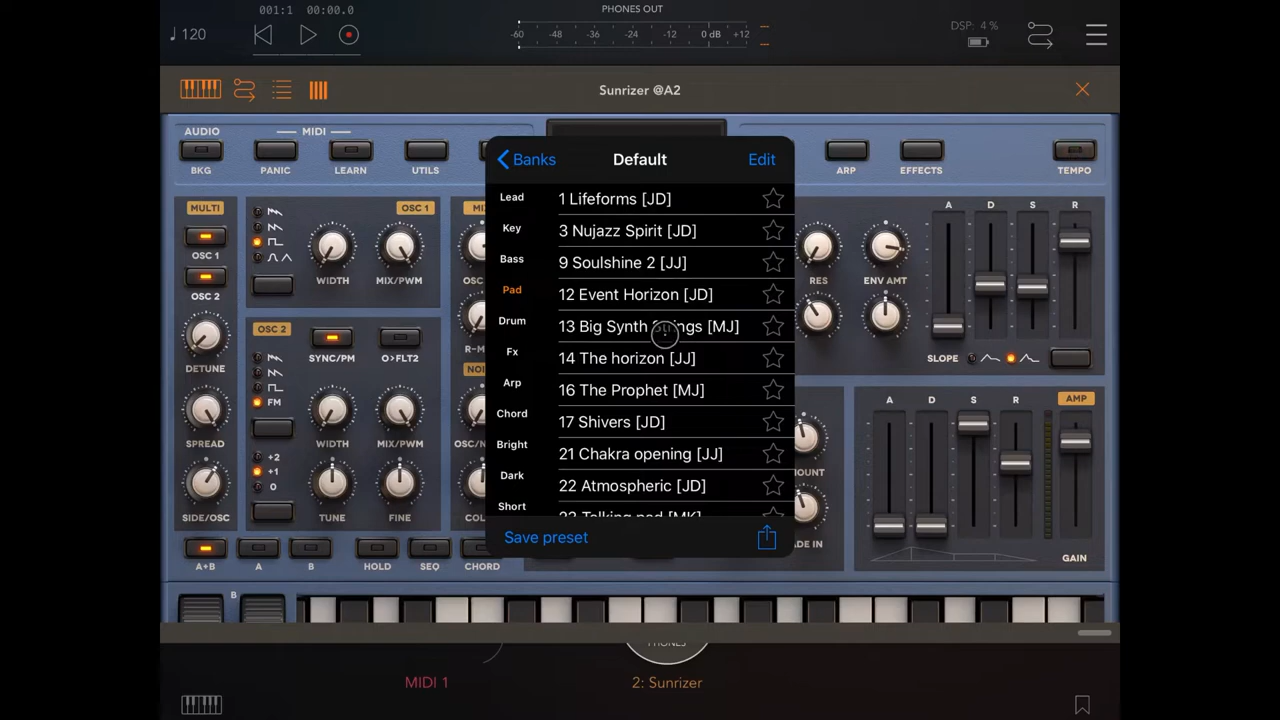 001:1 00:00.0
PHONES OUT
120
-60 -48 -36 -24 -12 0 dB +12
DSP: 4 %
Sunrizer @A2
AUDIO
MIDI
BKG
PANIC
LEARN
UTILS
ARP
EFFECTS
TEMPO
Banks
Default
Edit
Lead
Key
Bass
Pad
Drum
Fx
Arp
Chord
Bright
Dark
Short
1 Lifeforms [JD]
3 Nujazz Spirit [JD]
9 Soulshine 2 [JJ]
12 Event Horizon [JD]
13 Big Synth Strings [MJ]
14 The horizon [JJ]
16 The Prophet [MJ]
17 Shivers [JD]
21 Chakra opening [JJ]
22 Atmospheric [JD]
Save preset
MULTI
OSC 1
OSC 2
DETUNE
SPREAD
SIDE/OSC
OSC 1
WIDTH
MIX/PWM
OSC 2
SYNC/PM
O>FLT2
FM
WIDTH
MIX/PWM
+2
+1
0
TUNE
FINE
RES
ENV AMT
A D S R
SLOPE
A D S R
AMP
GAIN
A+B
A
B
HOLD
SEQ
CHORD
B
MIDI 1
2: Sunrizer